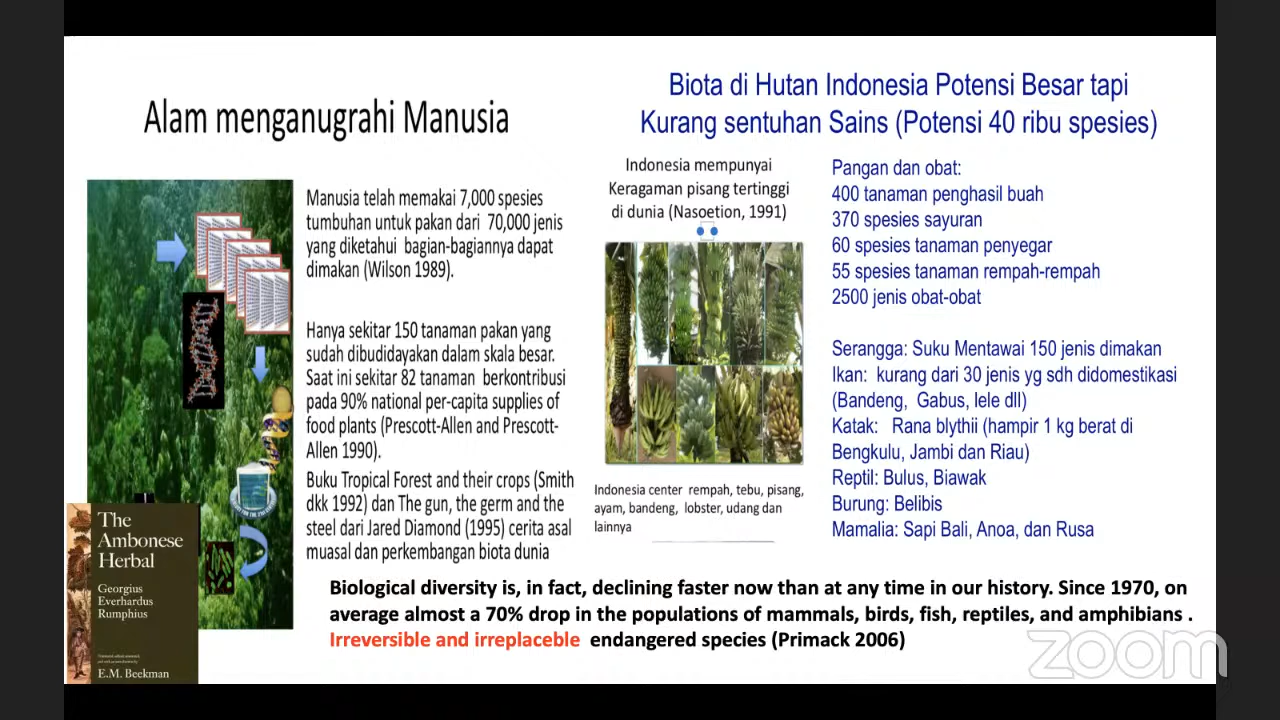 Alam menganugrahi Manusia
Manusia telah memakai 7,000 spesies
tumbuhan untuk pakan dari 70,000 jenis
yang diketahui bagian-bagiannya dapat
dimakan (Wilson 1989).
Hanya sekitar 150 tanaman pakan yang
sudah dibudidayakan dalam skala besar.
Saat ini sekitar 82 tanaman berkontribusi
pada 90% national per-capita supplies of
food plants (Prescott-Allen and Prescott-
Allen 1990).
Buku Tropical Forest and their crops (Smith
dkk 1992) dan The gun, the germ and the
steel dari Jared Diamond (1995) cerita asal
muasal dan perkembangan biota dunia
The
Ambonese
Herbal
Georgius
Everhardus
Rumphius
E.M. Beekman
Biota di Hutan Indonesia Potensi Besar tapi
Kurang sentuhan Sains (Potensi 40 ribu spesies)
Indonesia mempunyai
Keragaman pisang tertinggi
di dunia (Nasoetion, 1991)
Indonesia center rempah, tebu, pisang,
ayam, bandeng, lobster, udang dan
lainnya
Pangan dan obat:
400 tanaman penghasil buah
370 spesies sayuran
60 spesies tanaman penyegar
55 spesies tanaman rempah-rempah
2500 jenis obat-obat
Serangga: Suku Mentawai 150 jenis dimakan
Ikan: kurang dari 30 jenis yg sdh didomestikasi
(Bandeng, Gabus, lele dll)
Katak: Rana blythii (hampir 1 kg berat di
Bengkulu, Jambi dan Riau)
Reptil: Bulus, Biawak
Burung: Belibis
Mamalia: Sapi Bali, Anoa, dan Rusa
Biological diversity is, in fact, declining faster now than at any time in our history. Since 1970, on
average almost a 70% drop in the populations of mammals, birds, fish, reptiles, and amphibians .
Irreversible and irreplaceble endangered species (Primack 2006)
zoom